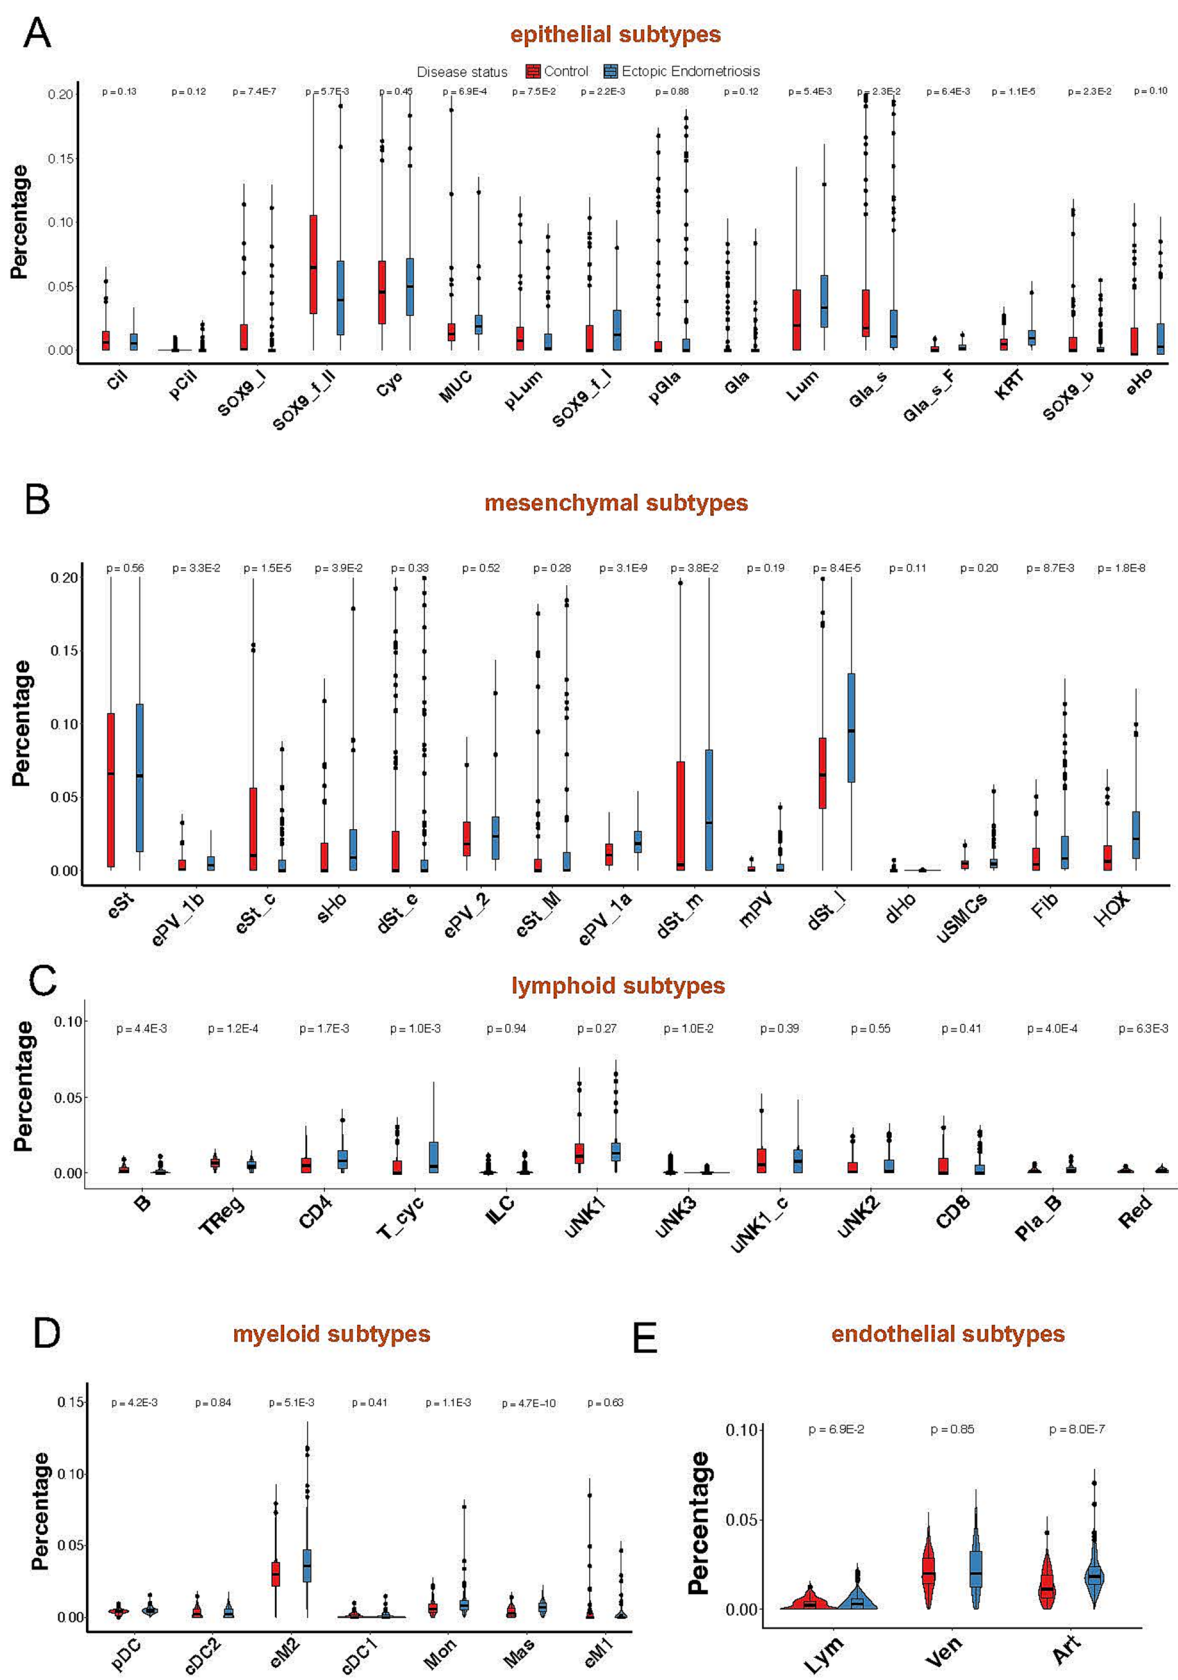 A
epithelial subtypes
Disease status Control Ectopic Endometriosis
p = 0.13 p = 0.12 p = 7.4E-7 p = 5.7E-3 p = 0.45 p = 6.9E-4 p = 7.5E-2 p = 2.2E-3 p = 0.88 p = 0.12 p = 5.4E-3 p = 2.3E-2 p = 6.4E-3 p = 1.1E-5 p = 2.3E-2 p = 0.10
0.20
0.15
0.10
0.05
0.00
Percentage
Cil pCil SOX9_l SOX9_f_II Cyo MUC pLum SOX9_f_I pGla Gla Lum Gla_s Gla_s_F KRT SOX9_b eHo
B
mesenchymal subtypes
p = 0.56 p = 3.3E-2 p = 1.5E-5 p = 3.9E-2 p = 0.33 p = 0.52 p = 0.28 p = 3.1E-9 p = 3.8E-2 p = 0.19 p = 8.4E-5 p = 0.11 p = 0.20 p = 8.7E-3 p = 1.8E-8
0.20
0.15
0.10
0.05
0.00
Percentage
eSt ePV_1b eSt_c sHo dSt_e ePV_2 eSt_M ePV_1a dSt_m mPV dSt_l dHo uSMCs Fib HOX
C
lymphoid subtypes
p = 4.4E-3 p = 1.2E-4 p = 1.7E-3 p = 1.0E-3 p = 0.94 p = 0.27 p = 1.0E-2 p = 0.39 p = 0.55 p = 0.41 p = 4.0E-4 p = 6.3E-3
0.10
0.05
0.00
Percentage
B TReg CD4 T_cyc ILC uNK1 uNK3 uNK1_c uNK2 CD8 Pla_B Red
D
myeloid subtypes
p = 4.2E-3 p = 0.84 p = 5.1E-3 p = 0.41 p = 1.1E-3 p = 4.7E-10 p = 0.63
0.15
0.10
0.05
0.00
Percentage
pDC cDC2 eM2 cDC1 Mon Mas eM1
E
endothelial subtypes
p = 6.9E-2 p = 0.85 p = 8.0E-7
0.10
0.05
0.00
Percentage
Lym Ven Art